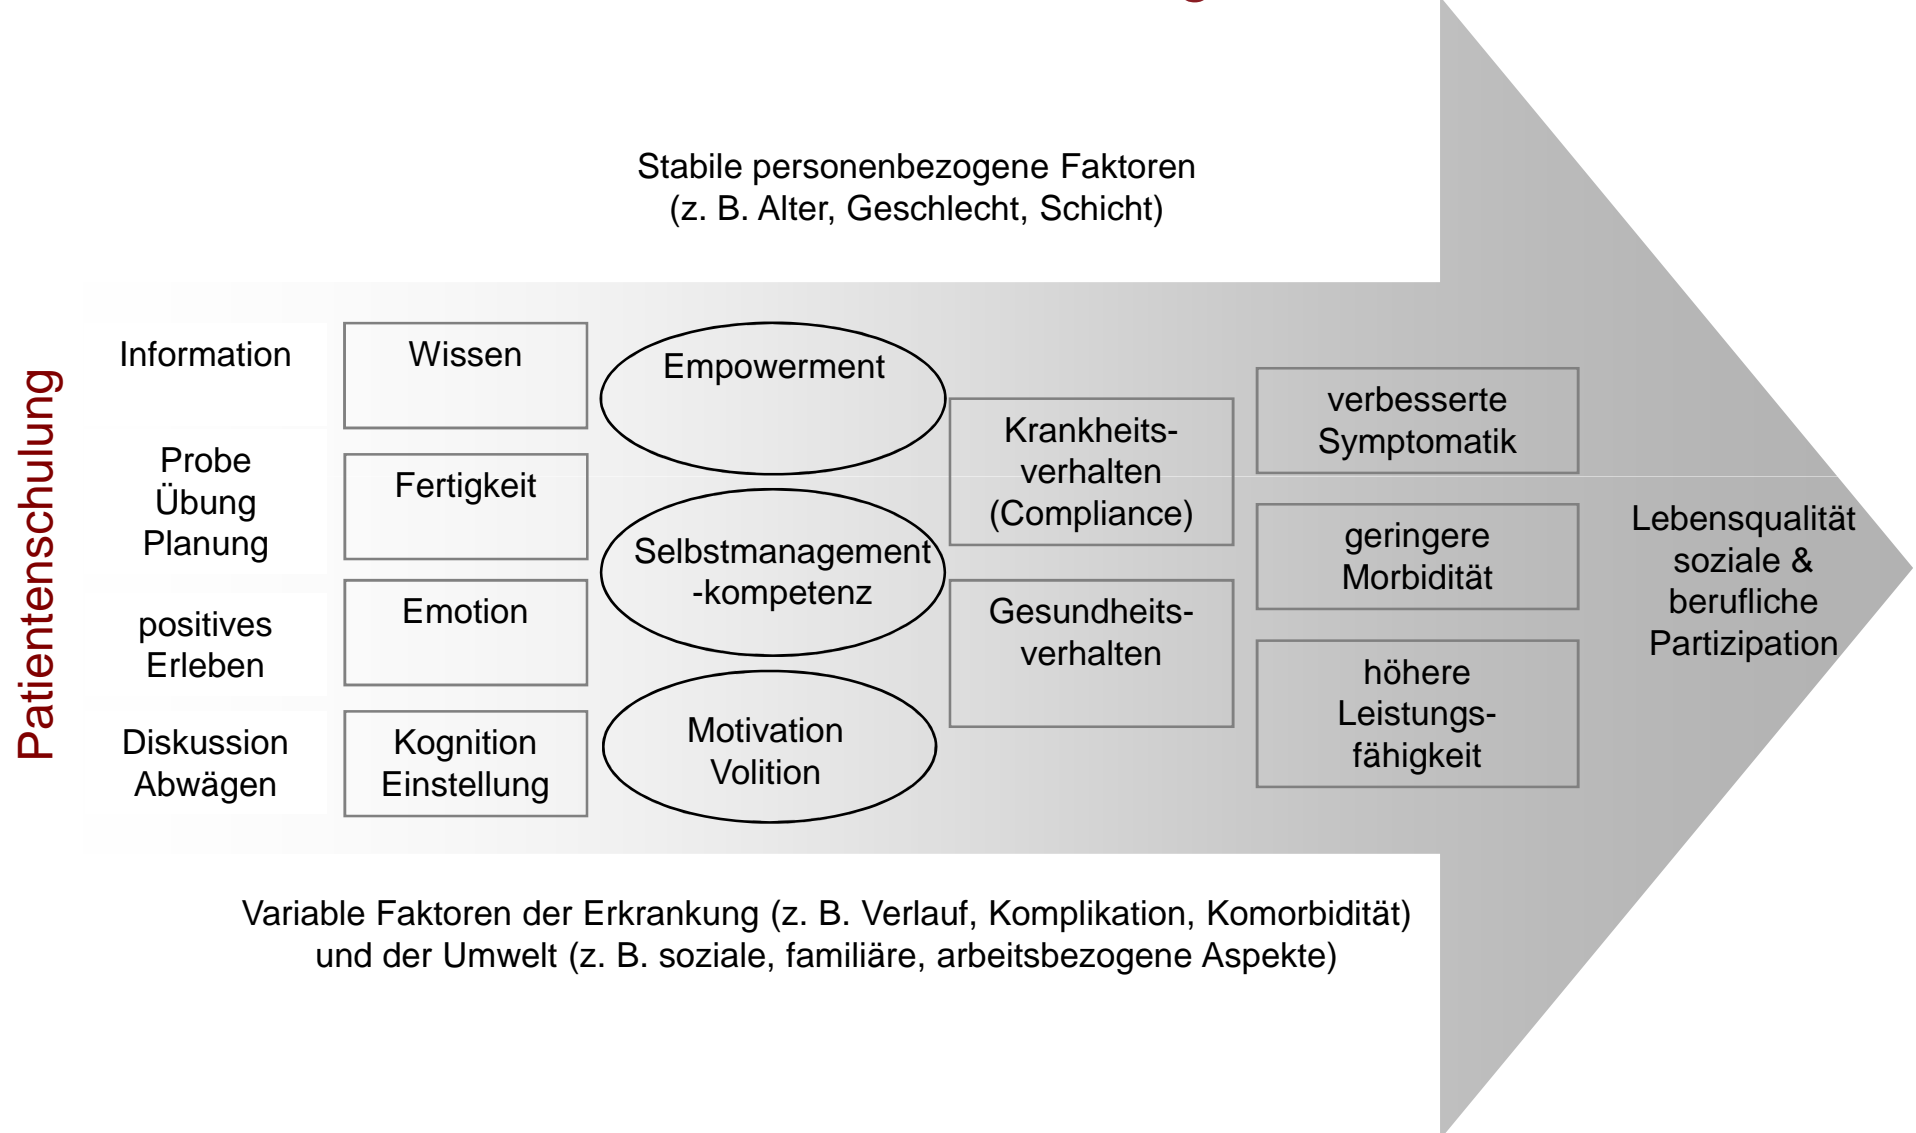 Stabile personenbezogene Faktoren
(z. B. Alter, Geschlecht, Schicht)
Patientenschulung
Information
Probe
Übung
Planung
positives
Erleben
Diskussion
Abwägen
Wissen
Fertigkeit
Emotion
Kognition
Einstellung
Empowerment
Selbstmanagement
-kompetenz
Motivation
Volition
Krankheits-
verhalten
(Compliance)
Gesundheits-
verhalten
verbesserte
Symptomatik
geringere
Morbidität
höhere
Leistungs-
fähigkeit
Lebensqualität
soziale &
berufliche
Partizipation
Variable Faktoren der Erkrankung (z. B. Verlauf, Komplikation, Komorbidität)
und der Umwelt (z. B. soziale, familiäre, arbeitsbezogene Aspekte)